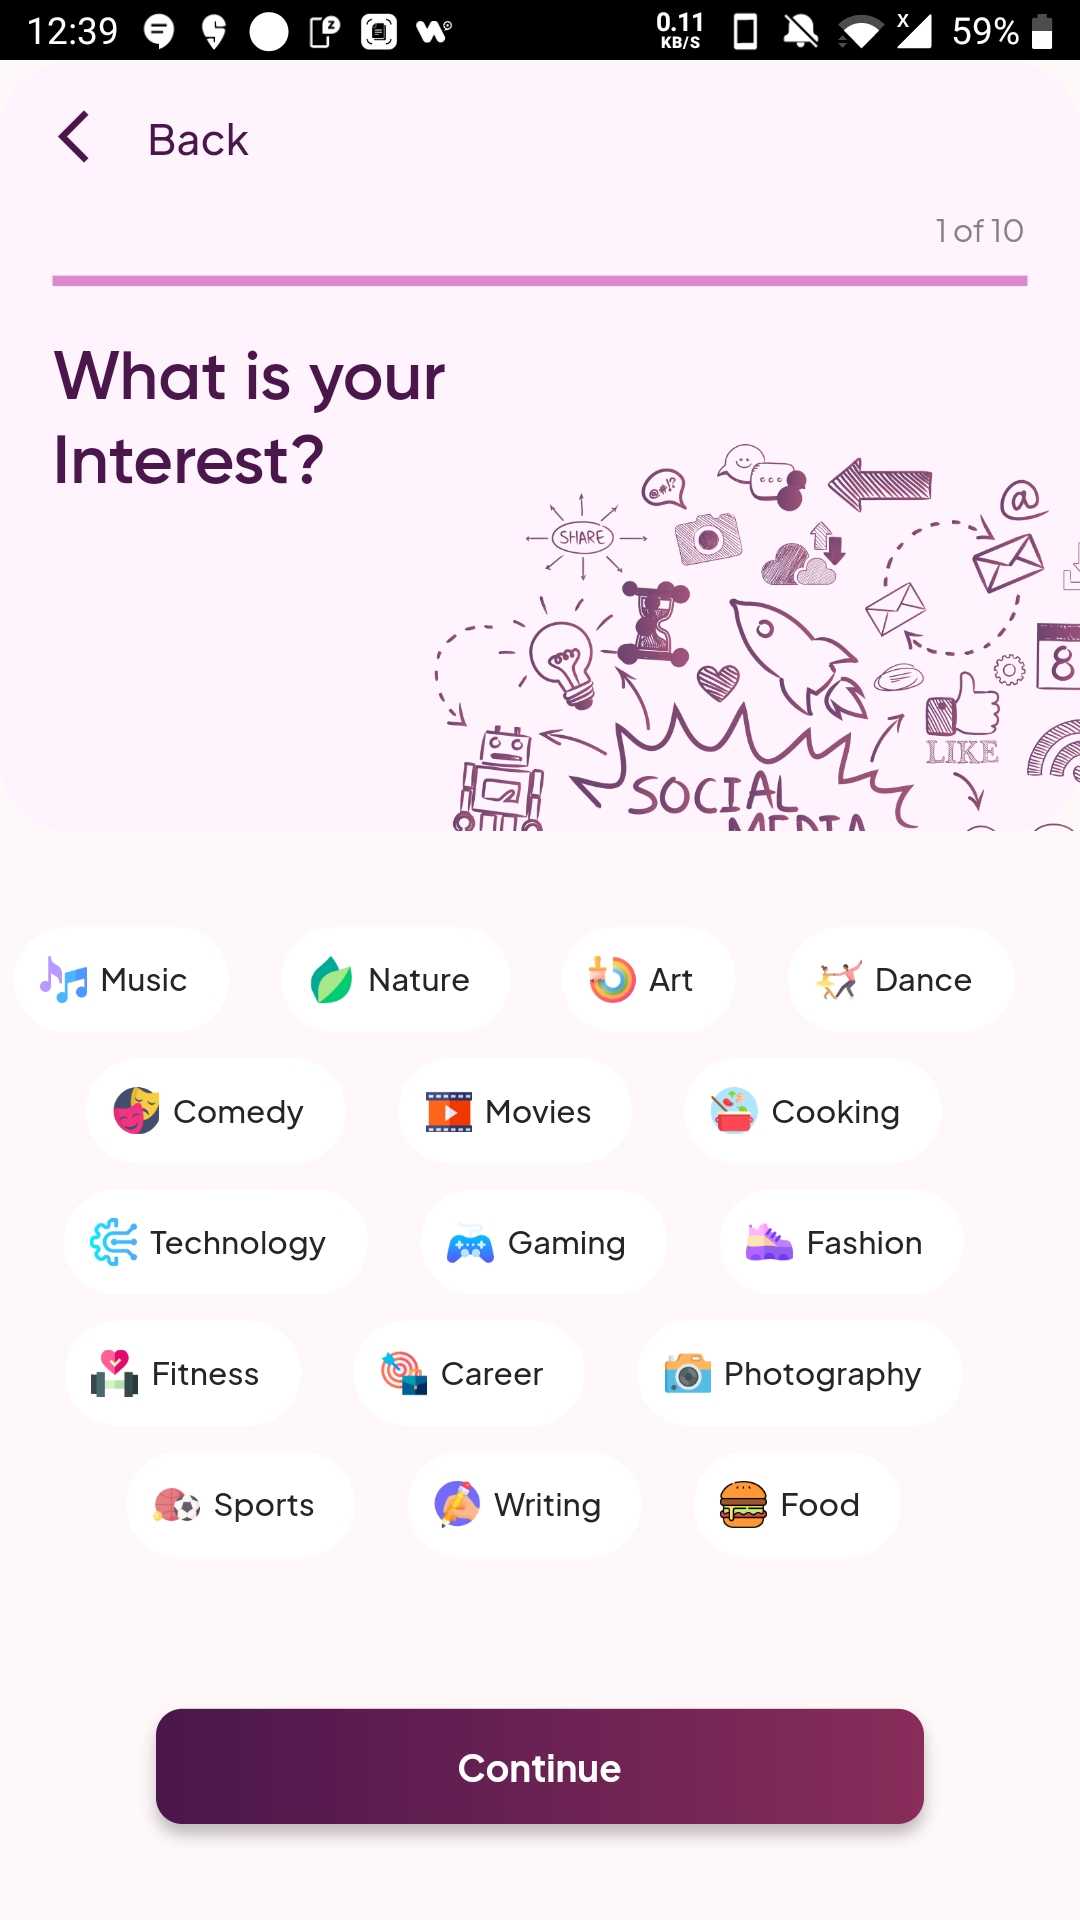 12:39
0.11
KB/S
X
59%
Back
1 of 10
What is your
Interest?
@#!?
SHARE
@
8
LIKE
SOCIAL
MEDIA
Music
Nature
Art
Dance
Comedy
Movies
Cooking
Technology
Gaming
Fashion
Fitness
Career
Photography
Sports
Writing
Food
Continue